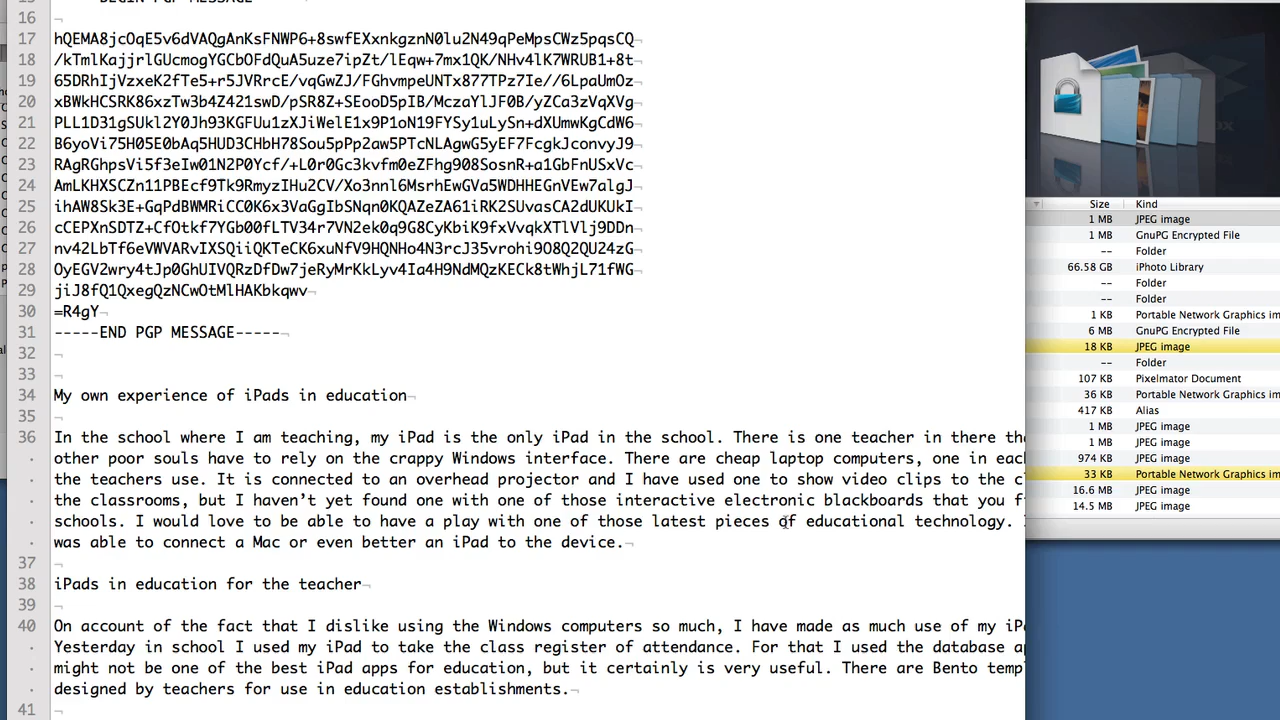 16
17 hQEMA8jcOqE5v6dVAQgAnKsFNWP6+8swfEXxnkgznN0lu2N49qPeMpsCWz5pqsCQ¬
18 /kTmlKajjrlGUcmogYGCbOFdQuA5uze7ipZt/lEqw+7mx1QK/NHv4lK7WRUB1+8t
19 65DRhIjVzxeK2fTe5+r5JVRrcE/vqGwZJ/FGhvmpeUNTx877TPz7Ie//6LpaUmOz
20 xBWkHCSRK86xzTw3b4Z421swD/pSR8Z+SEooD5pIB/MczaYlJF0B/yZCa3zVqXVg
21 PLL1D31gSUkl2Y0Jh93KGFUu1zXJiWelE1x9P1oN19FYSy1uLySn+dXUmwKgCdW6
22 B6yoVi75H05E0bAq5HUD3CHbH78Sou5pPp2aw5PTcNLAgwG5yEF7FcgkJconvyJ9
23 RAgRGhpsVi5f3eIw01N2P0Ycf/+L0r0Gc3kvfm0eZFhg908SosnR+a1GbFnUSxVc
24 AmLKHXSCZn11PBEcf9Tk9RmyzIHu2CV/Xo3nnl6MsrhEwGVa5WDHHEGnVEw7algJ
25 ihAW8Sk3E+GqPdBWMRiCC0K6x3VaGgIbSNqn0KQAZeZA61iRK2SUvasCA2dUKUkI
26 cCEPXnSDTZ+CfOtkf7YGb00fLTV34r7VN2ek0q9G8CyKbiK9fxVvqkXTlVlj9DDn
27 nv42LbTf6eVWVARvIXSQiiQKTeCK6xuNfV9HQNHo4N3rcJ35vrohi9O8Q2QU24zG
28 OyEGV2wry4tJp0GhUIVQRzDfDw7jeRyMrKkLyv4Ia4H9NdMQzKECk8tWhjL71fWG
29 jiJ8fQ1QxegQzNCwOtMlHAKbkqwv
30 =R4gY
31 -----END PGP MESSAGE-----
32
33
34 My own experience of iPads in education
35
36 In the school where I am teaching, my iPad is the only iPad in the school. There is one teacher in there
other poor souls have to rely on the crappy Windows interface. There are cheap laptop computers, one in
the teachers use. It is connected to an overhead projector and I have used one to show video clips to the
the classrooms, but I haven't yet found one with one of those interactive electronic blackboards that you
schools. I would love to be able to have a play with one of those latest pieces of educational technology.
was able to connect a Mac or even better an iPad to the device.
37
38 iPads in education for the teacher
39
40 On account of the fact that I dislike using the Windows computers so much, I have made as much use of my
Yesterday in school I used my iPad to take the class register of attendance. For that I used the database
might not be one of the best iPad apps for education, but it certainly is very useful. There are Bento
designed by teachers for use in education establishments.
41
Size Kind
1 MB JPEG image
1 MB GnuPG Encrypted File
-- Folder
66.58 GB iPhoto Library
-- Folder
-- Folder
1 KB Portable Network Graphics
6 MB GnuPG Encrypted File
18 KB JPEG image
-- Folder
107 KB Pixelmator Document
36 KB Portable Network Graphics
417 KB Alias
1 MB JPEG image
1 MB JPEG image
974 KB JPEG image
33 KB Portable Network Graphics
16.6 MB JPEG image
14.5 MB JPEG image